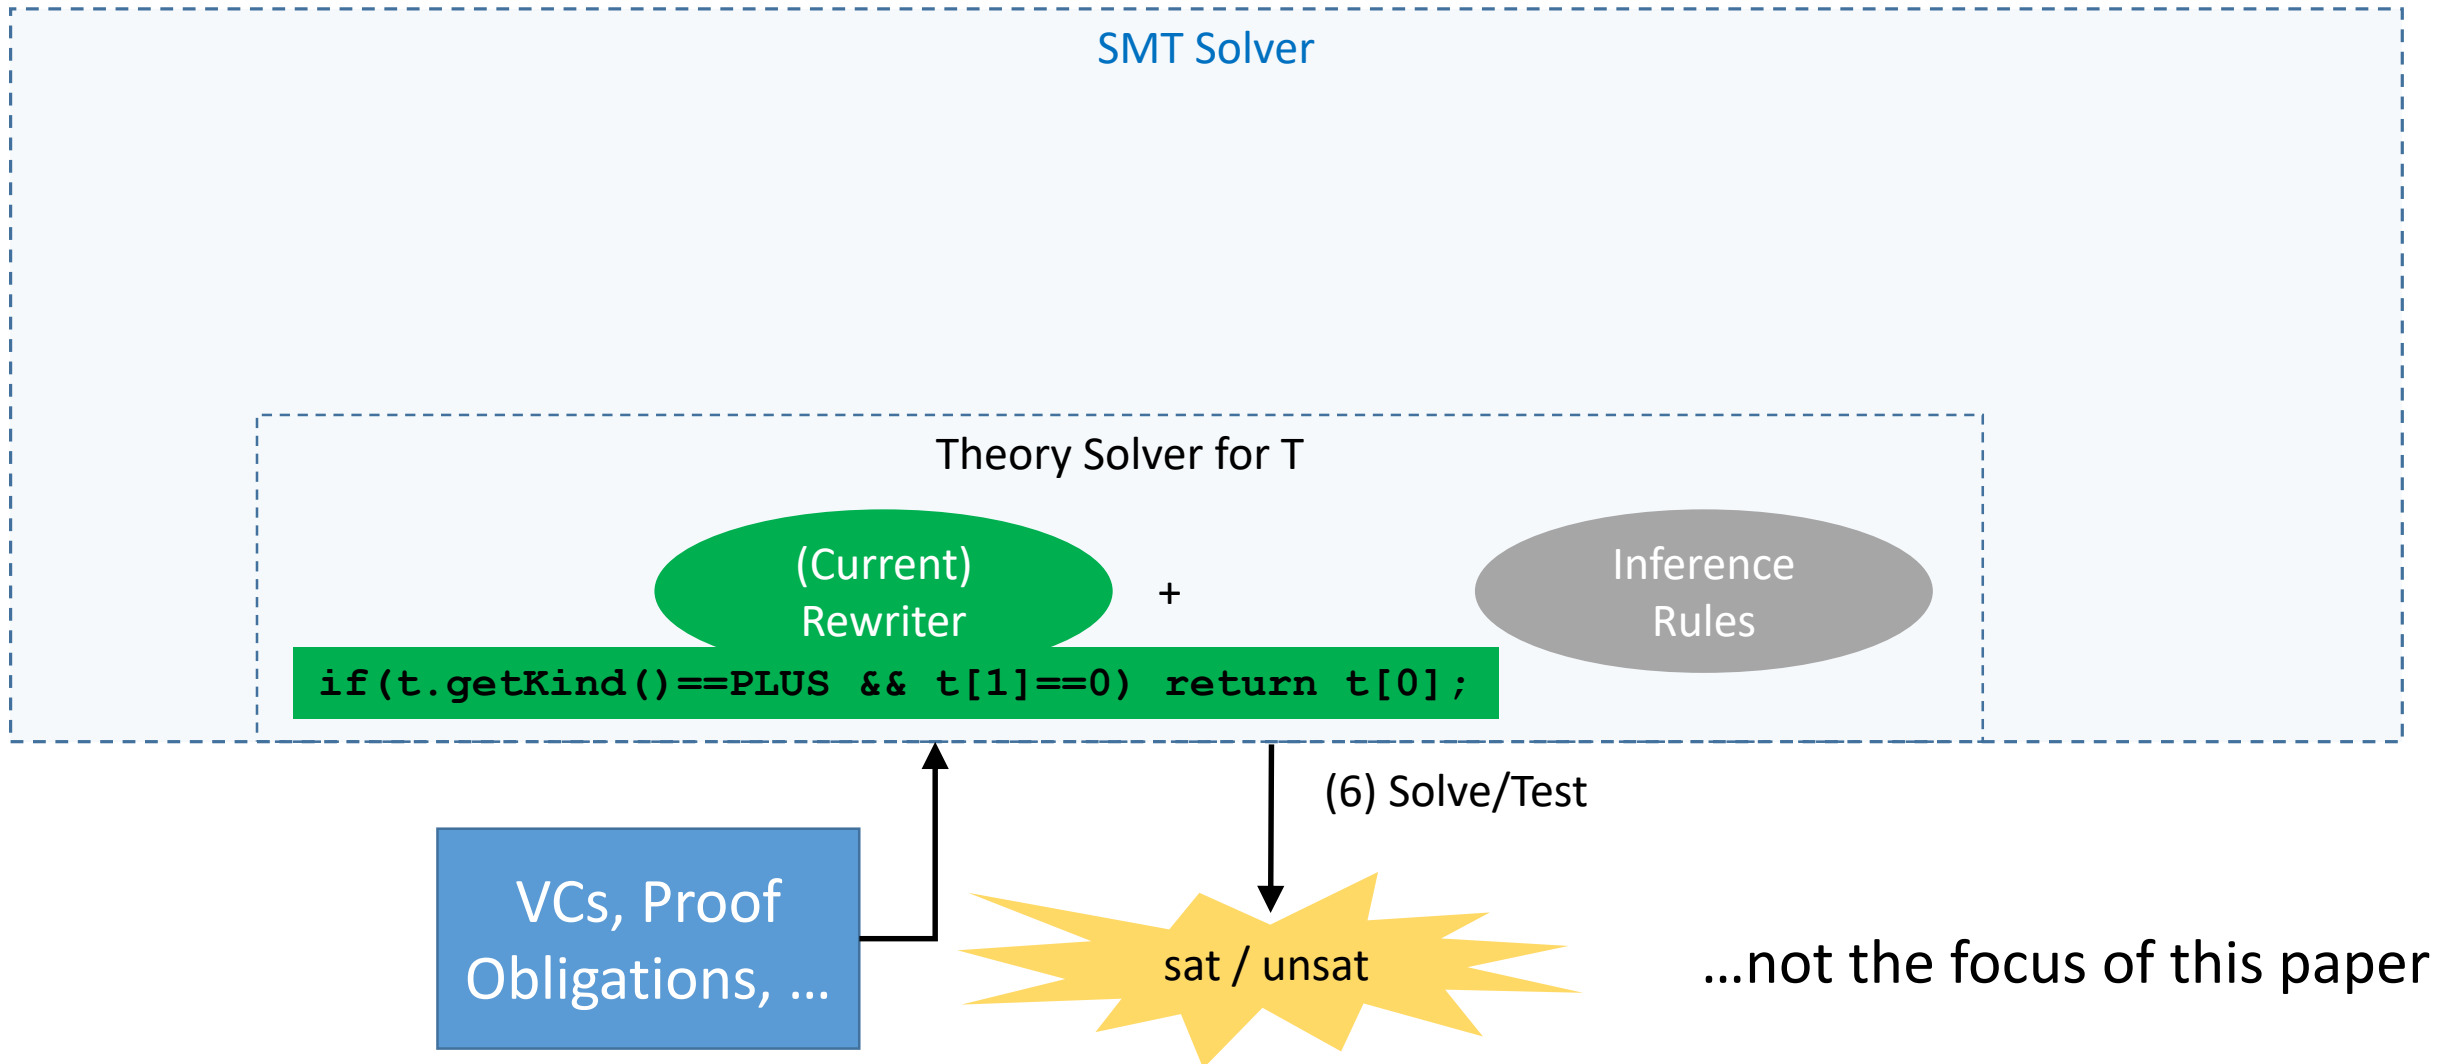 SMT Solver
Theory Solver for T
(Current)
Rewriter
+
Inference
Rules
if(t.getKind()==PLUS && t[1]==0) return t[0];
(6) Solve/Test
VCs, Proof
Obligations, …
sat / unsat
…not the focus of this paper